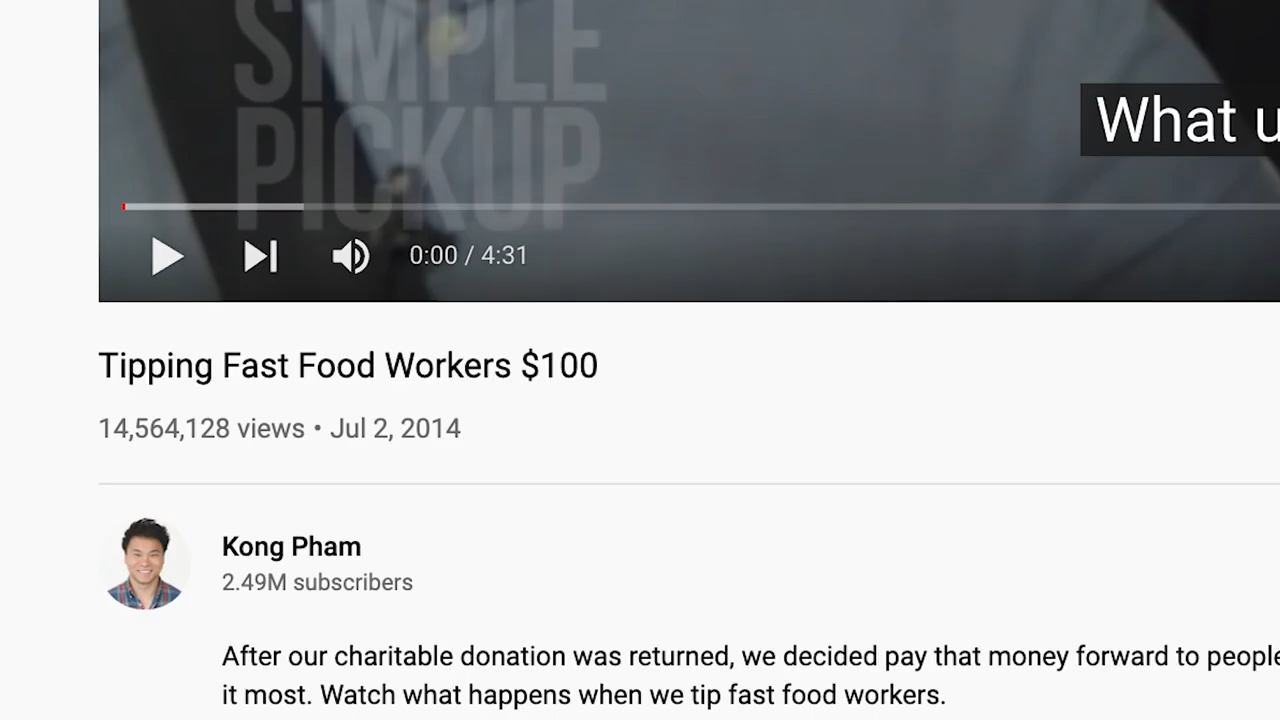 SIMPLE
PICKUP
What
0:00 / 4:31
Tipping Fast Food Workers $100
14,564,128 views • Jul 2, 2014
Kong Pham
2.49M subscribers
After our charitable donation was returned, we decided pay that money forward to people
it most. Watch what happens when we tip fast food workers.